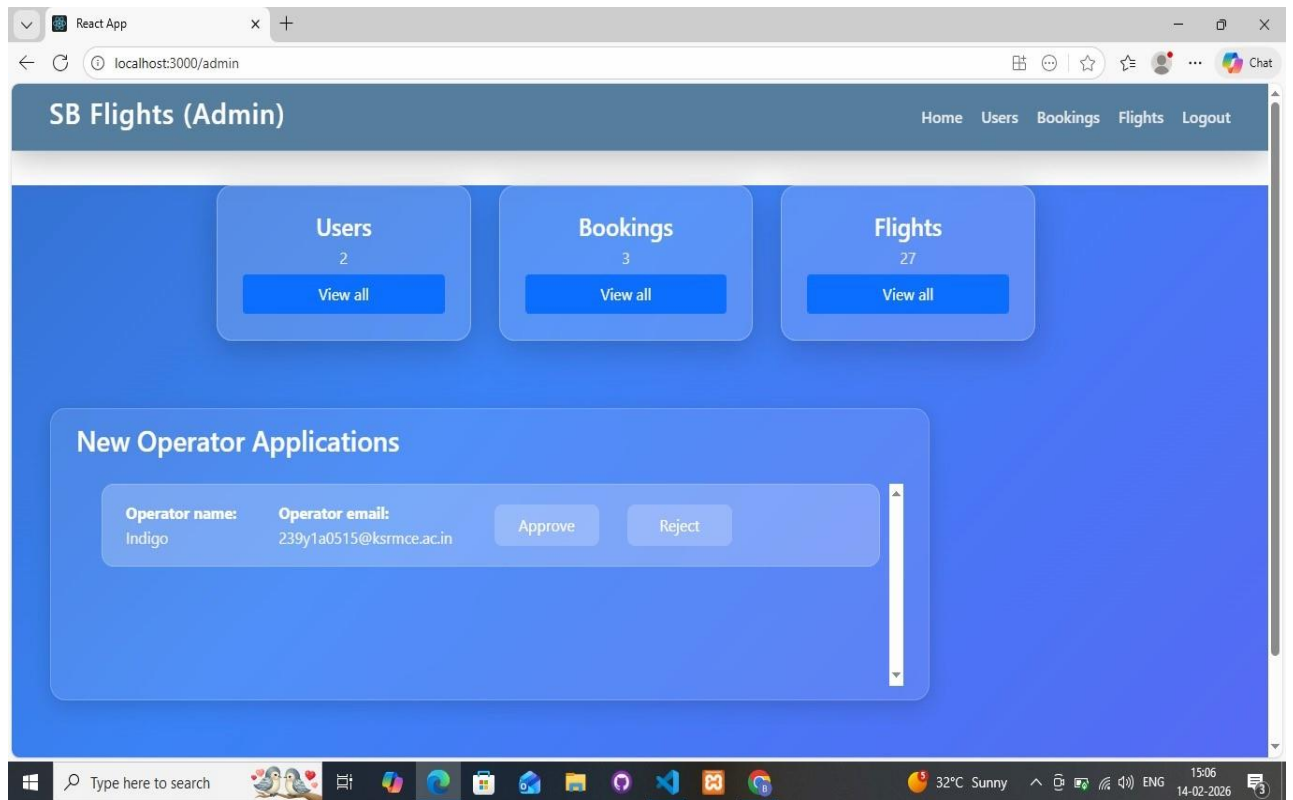 React App
localhost:3000/admin
Chat
SB Flights (Admin)
Home Users Bookings Flights Logout
Users
2
View all
Bookings
3
View all
Flights
27
View all
New Operator Applications
Operator name:
Indigo
Operator email:
239y1a0515@ksrmce.ac.in
Approve
Reject
Type here to search
32°C Sunny
ENG
15:06
14-02-2026
3